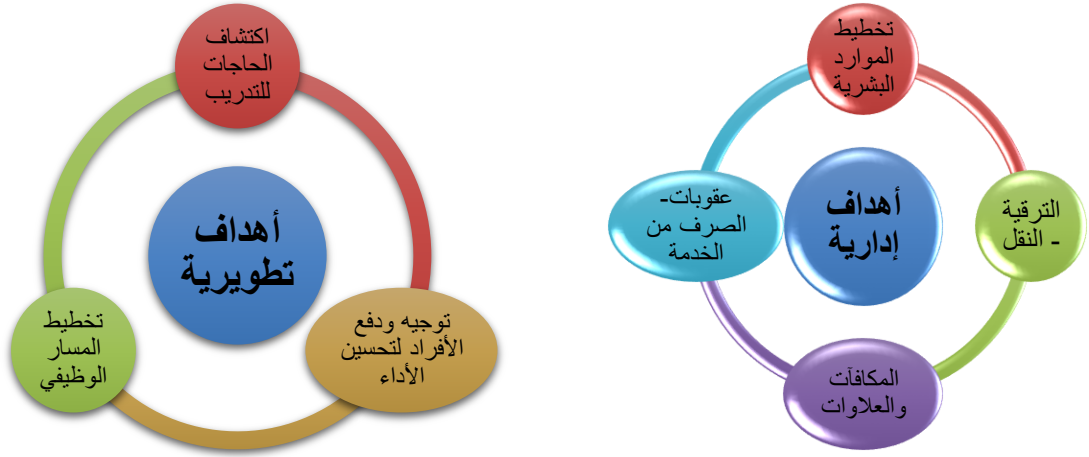 تخطيط
الموارد
البشرية
الترقية
- النقل
أهداف
إدارية
عقوبات-
الصرف من
الخدمة
المكافآت
والعلاوات
اكتشاف
الحاجات
للتدريب
أهداف
تطويرية
توجيه ودفع
الأفراد لتحسين
الأداء
تخطيط
المسار
الوظيفي